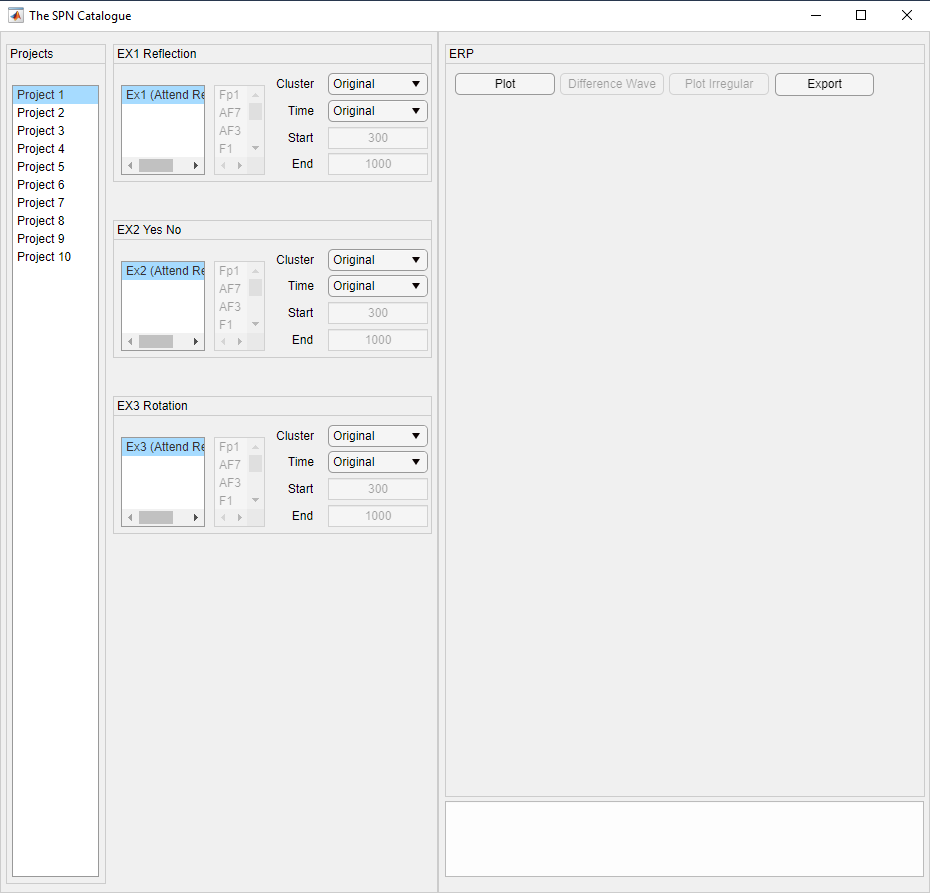 The SPN Catalogue
Projects
Project 1
Project 2
Project 3
Project 4
Project 5
Project 6
Project 7
Project 8
Project 9
Project 10
EX1 Reflection
Ex1 (Attend Re
Fp1
AF7
AF3
F1
Cluster Original
Time Original
Start 300
End 1000
EX2 Yes No
Ex2 (Attend Re
Fp1
AF7
AF3
F1
Cluster Original
Time Original
Start 300
End 1000
EX3 Rotation
Ex3 (Attend Re
Fp1
AF7
AF3
F1
Cluster Original
Time Original
Start 300
End 1000
ERP
Plot Difference Wave Plot Irregular Export